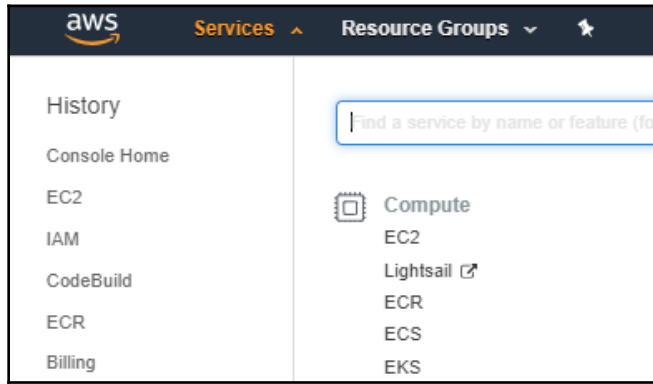 aws Services Resource Groups
History
Console Home
EC2
IAM
CodeBuild
ECR
Billing
Find a service by name or feature (fo
Compute
EC2
Lightsail
ECR
ECS
EKS